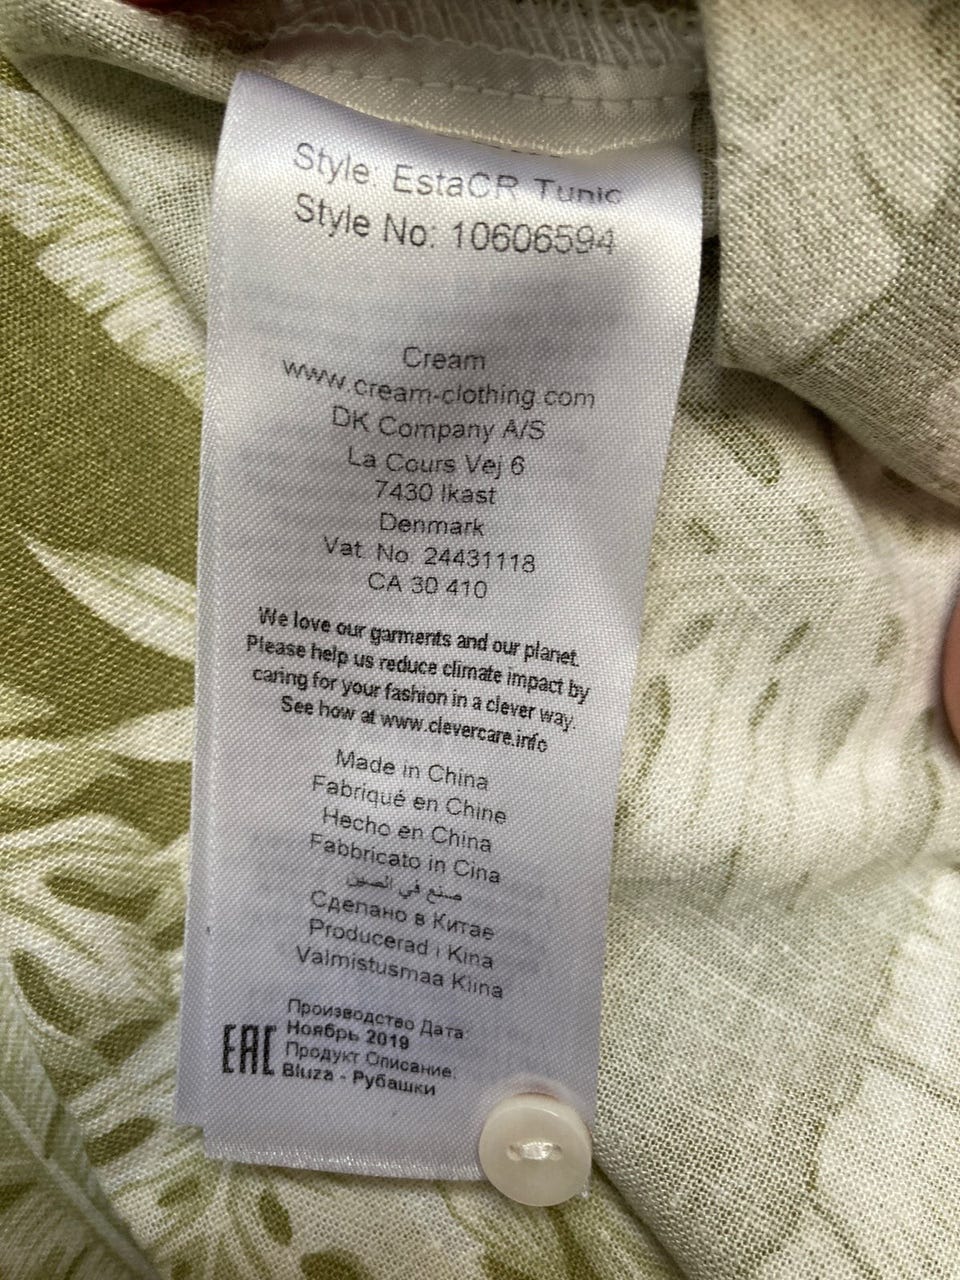 Style: EstaCR Tunic
Style No: 10606594
Cream
www.cream-clothing.com
DK Company A/S
La Cours Vej 6
7430 Ikast
Denmark
Vat. No. 24431118
CA 30 410
We love our garments and our planet.
Please help us reduce climate impact by
caring for your fashion in a clever way.
See how at www.clevercare.info
Made in China
Fabriqué en Chine
Hecho en China
Fabbricato in Cina
صنع في الصين
Сделано в Китае
Producerad i Kina
Valmistusmaa Kiina
Производство Дата:
Ноябрь 2019
EAC Продукт Описание:
Bluza - Рубашки